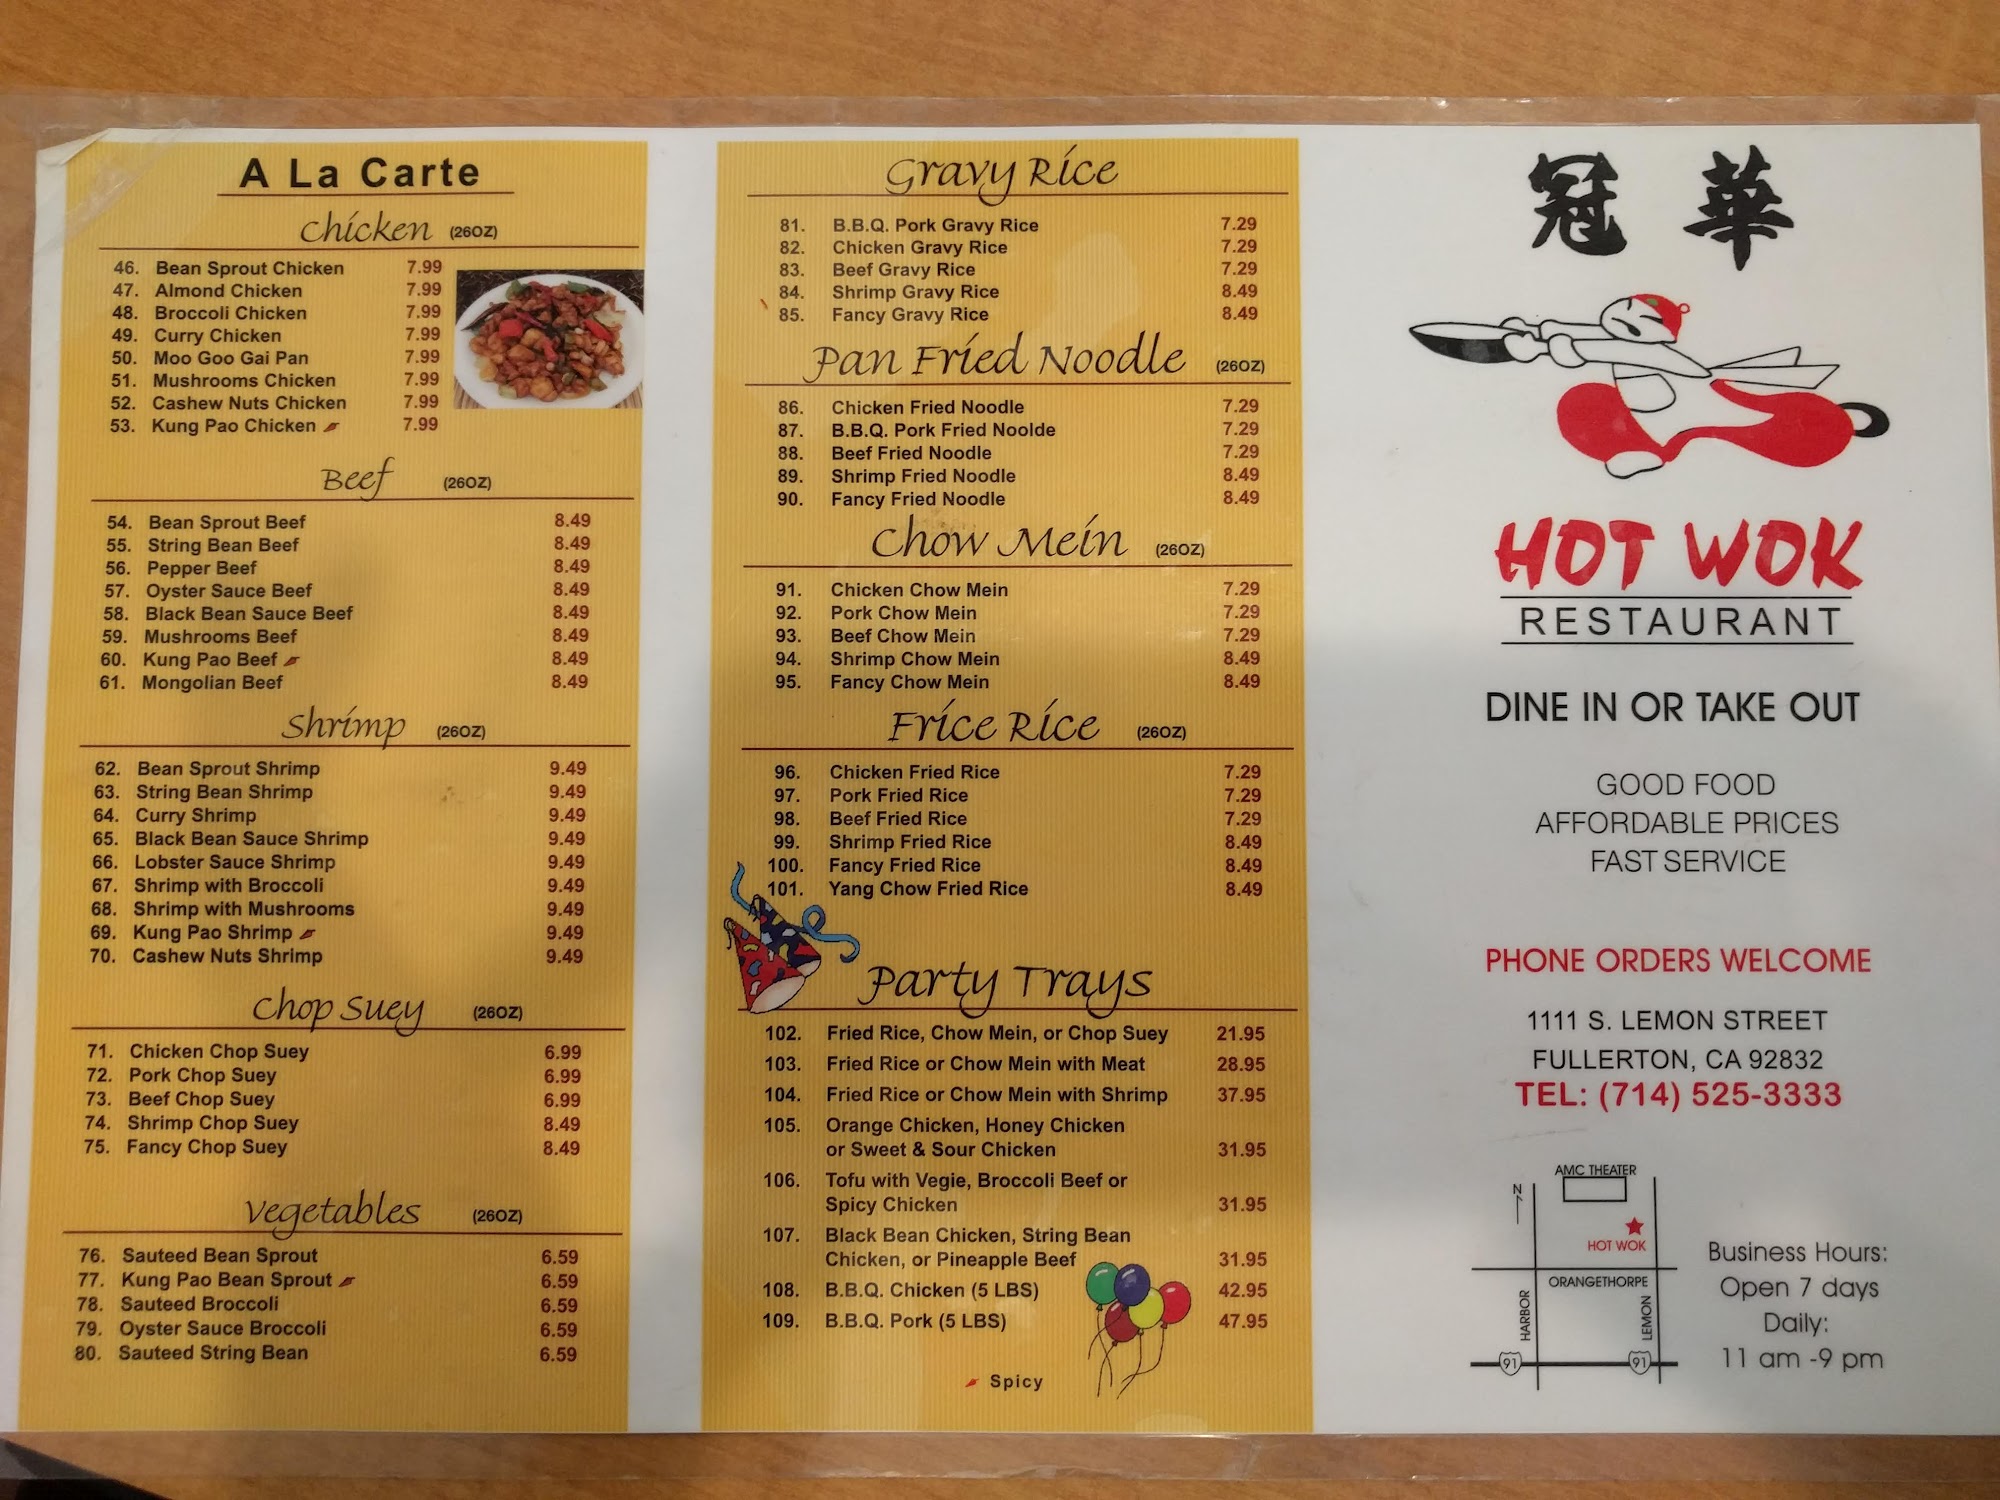 A La Carte
Chicken (26OZ)
46. Bean Sprout Chicken 7.99
47. Almond Chicken 7.99
48. Broccoli Chicken 7.99
49. Curry Chicken 7.99
50. Moo Goo Gai Pan 7.99
51. Mushrooms Chicken 7.99
52. Cashew Nuts Chicken 7.99
53. Kung Pao Chicken 7.99
Beef (26OZ)
54. Bean Sprout Beef 8.49
55. String Bean Beef 8.49
56. Pepper Beef 8.49
57. Oyster Sauce Beef 8.49
58. Black Bean Sauce Beef 8.49
59. Mushrooms Beef 8.49
60. Kung Pao Beef 8.49
61. Mongolian Beef 8.49
Shrimp (26OZ)
62. Bean Sprout Shrimp 9.49
63. String Bean Shrimp 9.49
64. Curry Shrimp 9.49
65. Black Bean Sauce Shrimp 9.49
66. Lobster Sauce Shrimp 9.49
67. Shrimp with Broccoli 9.49
68. Shrimp with Mushrooms 9.49
69. Kung Pao Shrimp 9.49
70. Cashew Nuts Shrimp 9.49
Chop Suey (26OZ)
71. Chicken Chop Suey 6.99
72. Pork Chop Suey 6.99
73. Beef Chop Suey 6.99
74. Shrimp Chop Suey 8.49
75. Fancy Chop Suey 8.49
Vegetables (26OZ)
76. Sauteed Bean Sprout 6.59
77. Kung Pao Bean Sprout 6.59
78. Sauteed Broccoli 6.59
79. Oyster Sauce Broccoli 6.59
80. Sauteed String Bean 6.59
Gravy Rice
81. B.B.Q. Pork Gravy Rice 7.29
82. Chicken Gravy Rice 7.29
83. Beef Gravy Rice 7.29
84. Shrimp Gravy Rice 8.49
85. Fancy Gravy Rice 8.49
Pan Fried Noodle (26OZ)
86. Chicken Fried Noodle 7.29
87. B.B.Q. Pork Fried Noolde 7.29
88. Beef Fried Noodle 7.29
89. Shrimp Fried Noodle 8.49
90. Fancy Fried Noodle 8.49
Chow Mein (26OZ)
91. Chicken Chow Mein 7.29
92. Pork Chow Mein 7.29
93. Beef Chow Mein 7.29
94. Shrimp Chow Mein 8.49
95. Fancy Chow Mein 8.49
Frice Rice (26OZ)
96. Chicken Fried Rice 7.29
97. Pork Fried Rice 7.29
98. Beef Fried Rice 7.29
99. Shrimp Fried Rice 8.49
100. Fancy Fried Rice 8.49
101. Yang Chow Fried Rice 8.49
Party Trays
102. Fried Rice, Chow Mein, or Chop Suey 21.95
103. Fried Rice or Chow Mein with Meat 28.95
104. Fried Rice or Chow Mein with Shrimp 37.95
105. Orange Chicken, Honey Chicken
or Sweet & Sour Chicken 31.95
106. Tofu with Vegie, Broccoli Beef or
Spicy Chicken 31.95
107. Black Bean Chicken, String Bean
Chicken, or Pineapple Beef 31.95
108. B.B.Q. Chicken (5 LBS) 42.95
109. B.B.Q. Pork (5 LBS) 47.95
Spicy
冠華
HOT WOK
RESTAURANT
DINE IN OR TAKE OUT
GOOD FOOD
AFFORDABLE PRICES
FAST SERVICE
PHONE ORDERS WELCOME
1111 S. LEMON STREET
FULLERTON, CA 92832
TEL: (714) 525-3333
AMC THEATER
N
HOT WOK
ORANGETHORPE
HARBOR
LEMON
91
91
Business Hours:
Open 7 days
Daily:
11 am -9 pm